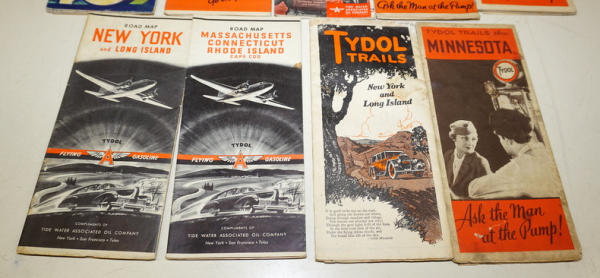 Ask the Man at the Pump!
ROAD MAP
NEW YORK
and LONG ISLAND
TYDOL
FLYING A GASOLINE
COMPLIMENTS OF
TIDE WATER ASSOCIATED OIL COMPANY
New York • San Francisco • Tulsa
ROAD MAP
MASSACHUSETTS
CONNECTICUT
RHODE ISLAND
CAPE COD
TYDOL
FLYING A GASOLINE
COMPLIMENTS OF
TIDE WATER ASSOCIATED OIL COMPANY
New York • San Francisco • Tulsa
TYDOL
TRAILS
New York
and
Long Island
TYDOL TRAILS thru
MINNESOTA
TYDOL
Ask the Man
at the Pump!